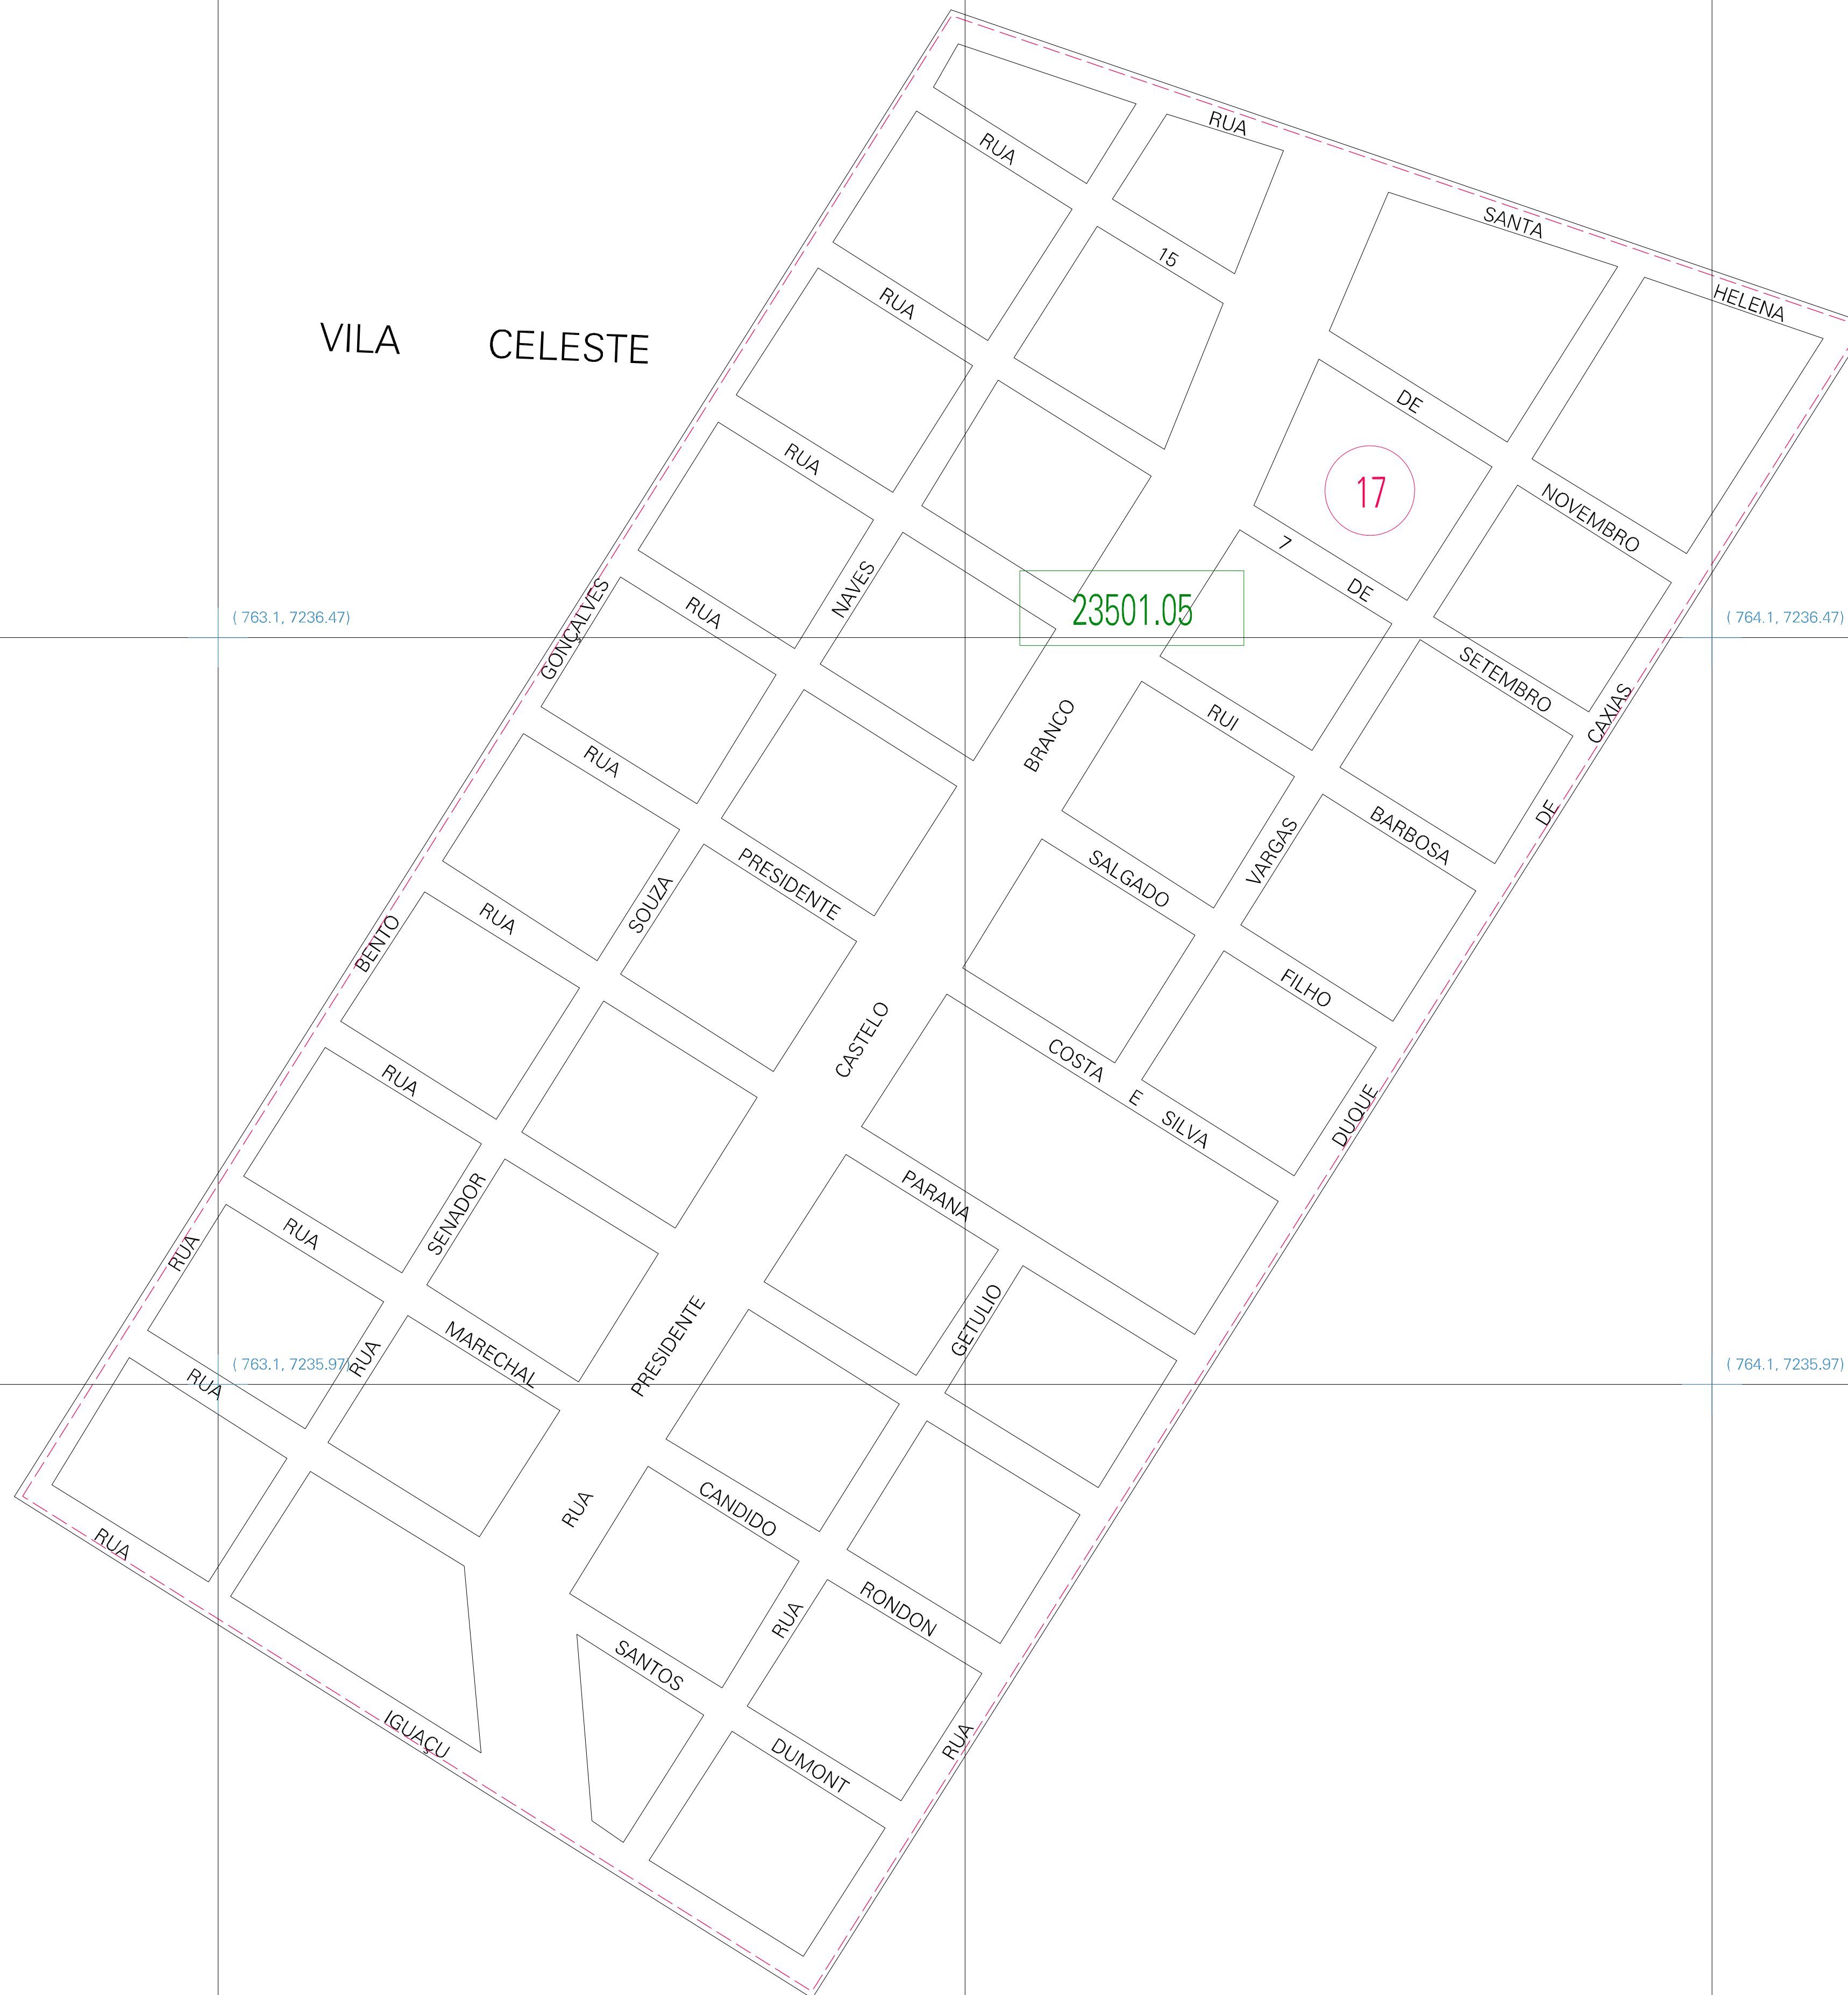 RUA SANTA HELENA
RUA 15 DE NOVEMBRO
VILA CELESTE
RUA 7 DE SETEMBRO
17
RUA RUI BARBOSA
23501.05
( 763.1, 7236.47)
( 764.1, 7236.47)
RUA SALGADO FILHO
RUA PRESIDENTE COSTA E SILVA
RUA PARANA
RUA
RUA MARECHAL CANDIDO RONDON
RUA SANTOS DUMONT
RUA IGUAÇU
RUA BENTO GONÇALVES
RUA SENADOR SOUZA NAVES
RUA PRESIDENTE CASTELO BRANCO
RUA GETULIO VARGAS
RUA DUQUE DE CAXIAS
( 763.1, 7235.97)
( 764.1, 7235.97)